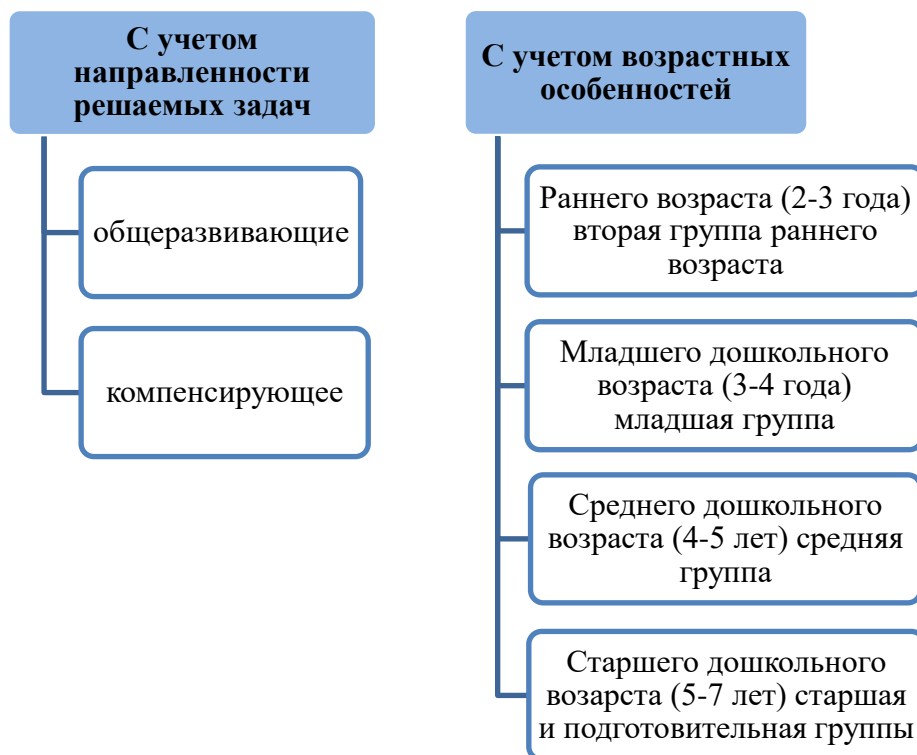 С учетом
направленности
решаемых задач
общеразвивающие
компенсирующее
С учетом возрастных
особенностей
Раннего возраста (2-3 года)
вторая группа раннего
возраста
Младшего дошкольного
возраста (3-4 года)
младшая группа
Среднего дошкольного
возраста (4-5 лет) средняя
группа
Старшего дошкольного
возарста (5-7 лет) старшая
и подготовительная группы